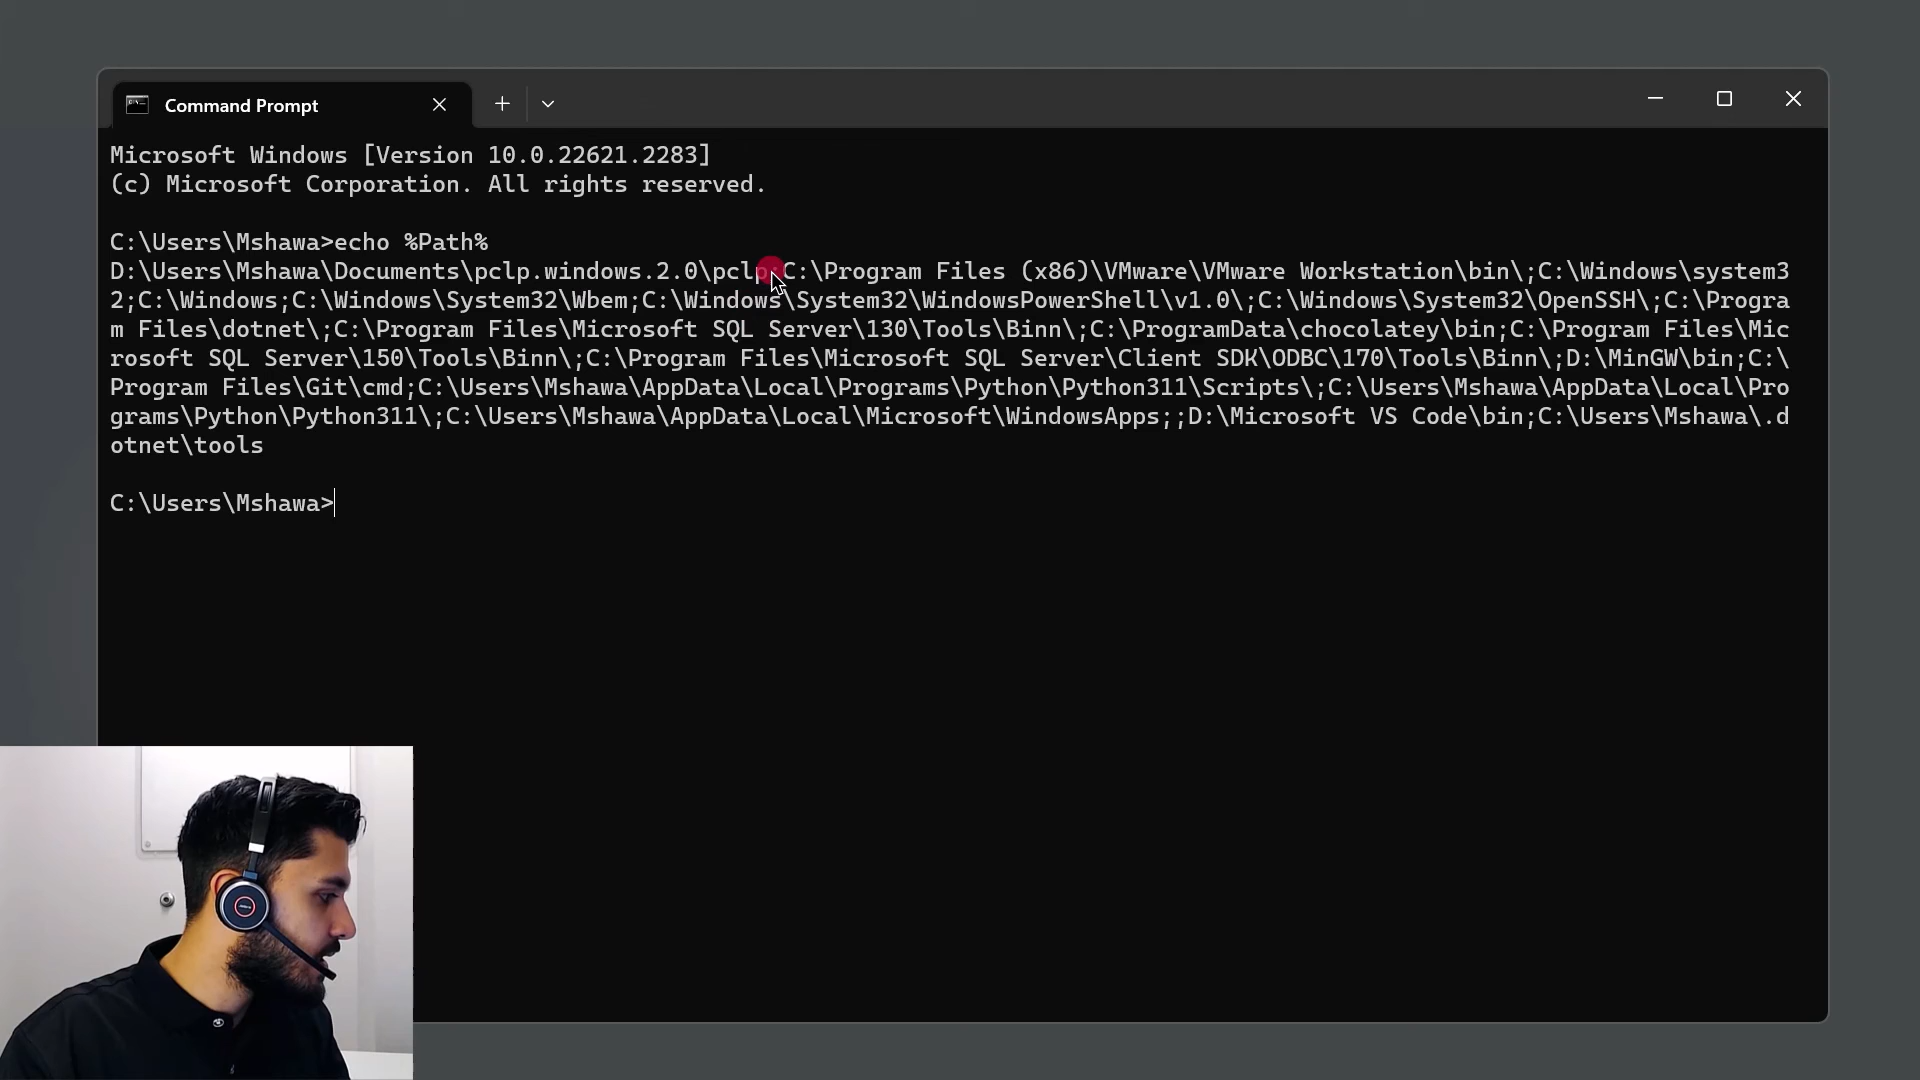 Command Prompt
Microsoft Windows [Version 10.0.22621.2283]
(c) Microsoft Corporation. All rights reserved.
C:\Users\Mshawa>echo %Path%
D:\Users\Mshawa\Documents\pclp.windows.2.0\pclp;C:\Program Files (x86)\VMware\VMware Workstation\bin\;C:\Windows\system3
2;C:\Windows;C:\Windows\System32\Wbem;C:\Windows\System32\WindowsPowerShell\v1.0\;C:\Windows\System32\OpenSSH\;C:\Progra
m Files\dotnet\;C:\Program Files\Microsoft SQL Server\130\Tools\Binn\;C:\ProgramData\chocolatey\bin;C:\Program Files\Mic
rosoft SQL Server\150\Tools\Binn\;C:\Program Files\Microsoft SQL Server\Client SDK\ODBC\170\Tools\Binn\;D:\MinGW\bin;C:\
Program Files\Git\cmd;C:\Users\Mshawa\AppData\Local\Programs\Python\Python311\Scripts\;C:\Users\Mshawa\AppData\Local\Pro
grams\Python\Python311\;C:\Users\Mshawa\AppData\Local\Microsoft\WindowsApps;;D:\Microsoft VS Code\bin;C:\Users\Mshawa\.d
otnet\tools
C:\Users\Mshawa>